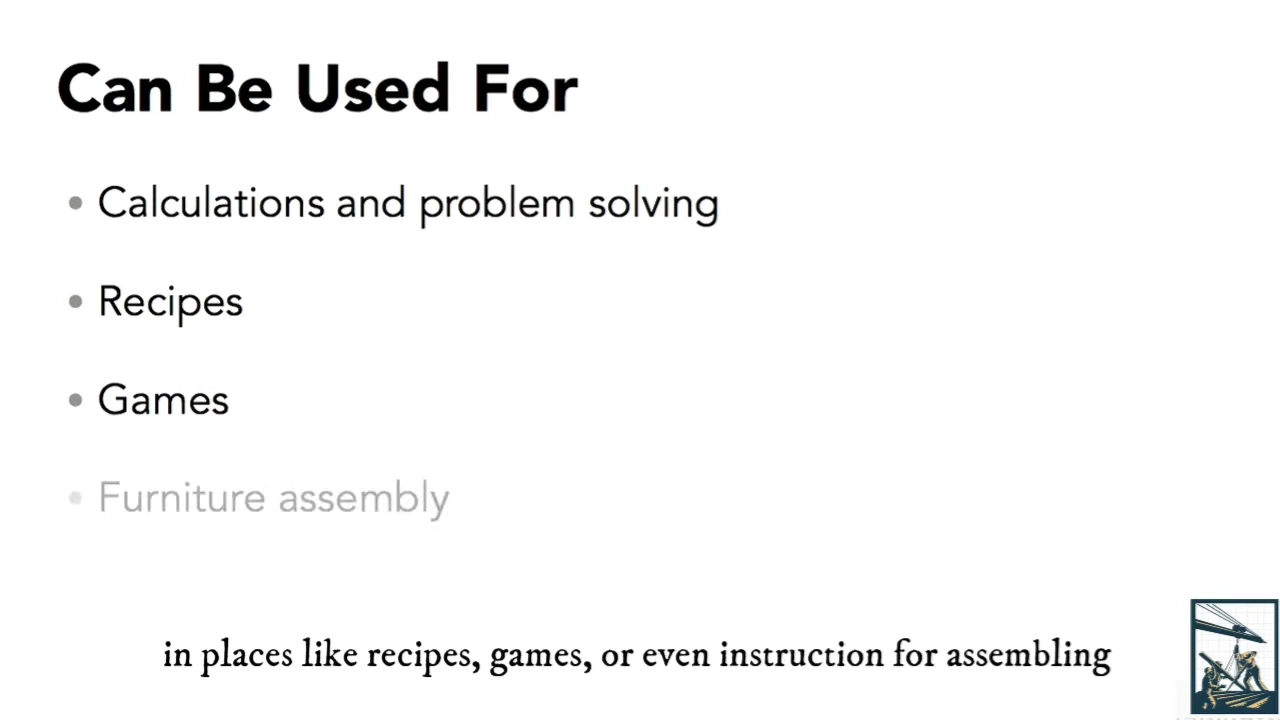 Can Be Used For
• Calculations and problem solving
• Recipes
• Games
• Furniture assembly
in places like recipes, games, or even instruction for assembling